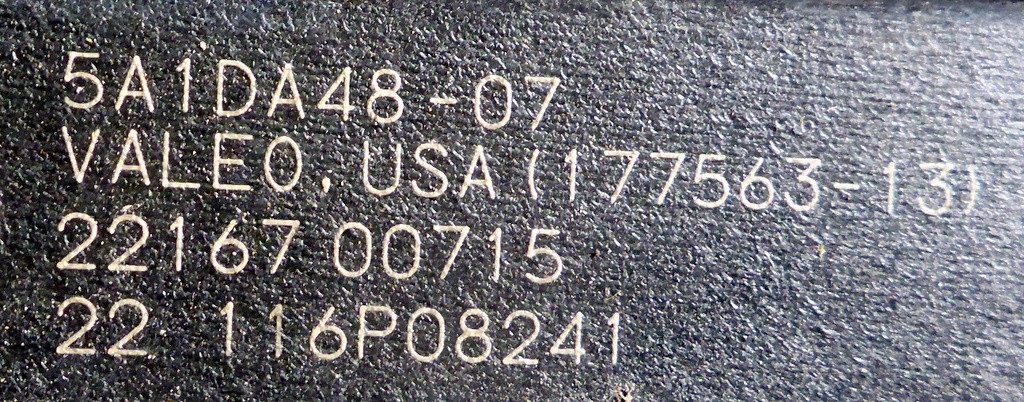 5A1DA48-07
VALEO, USA (177563-13)
22167 00715
22 116P08241